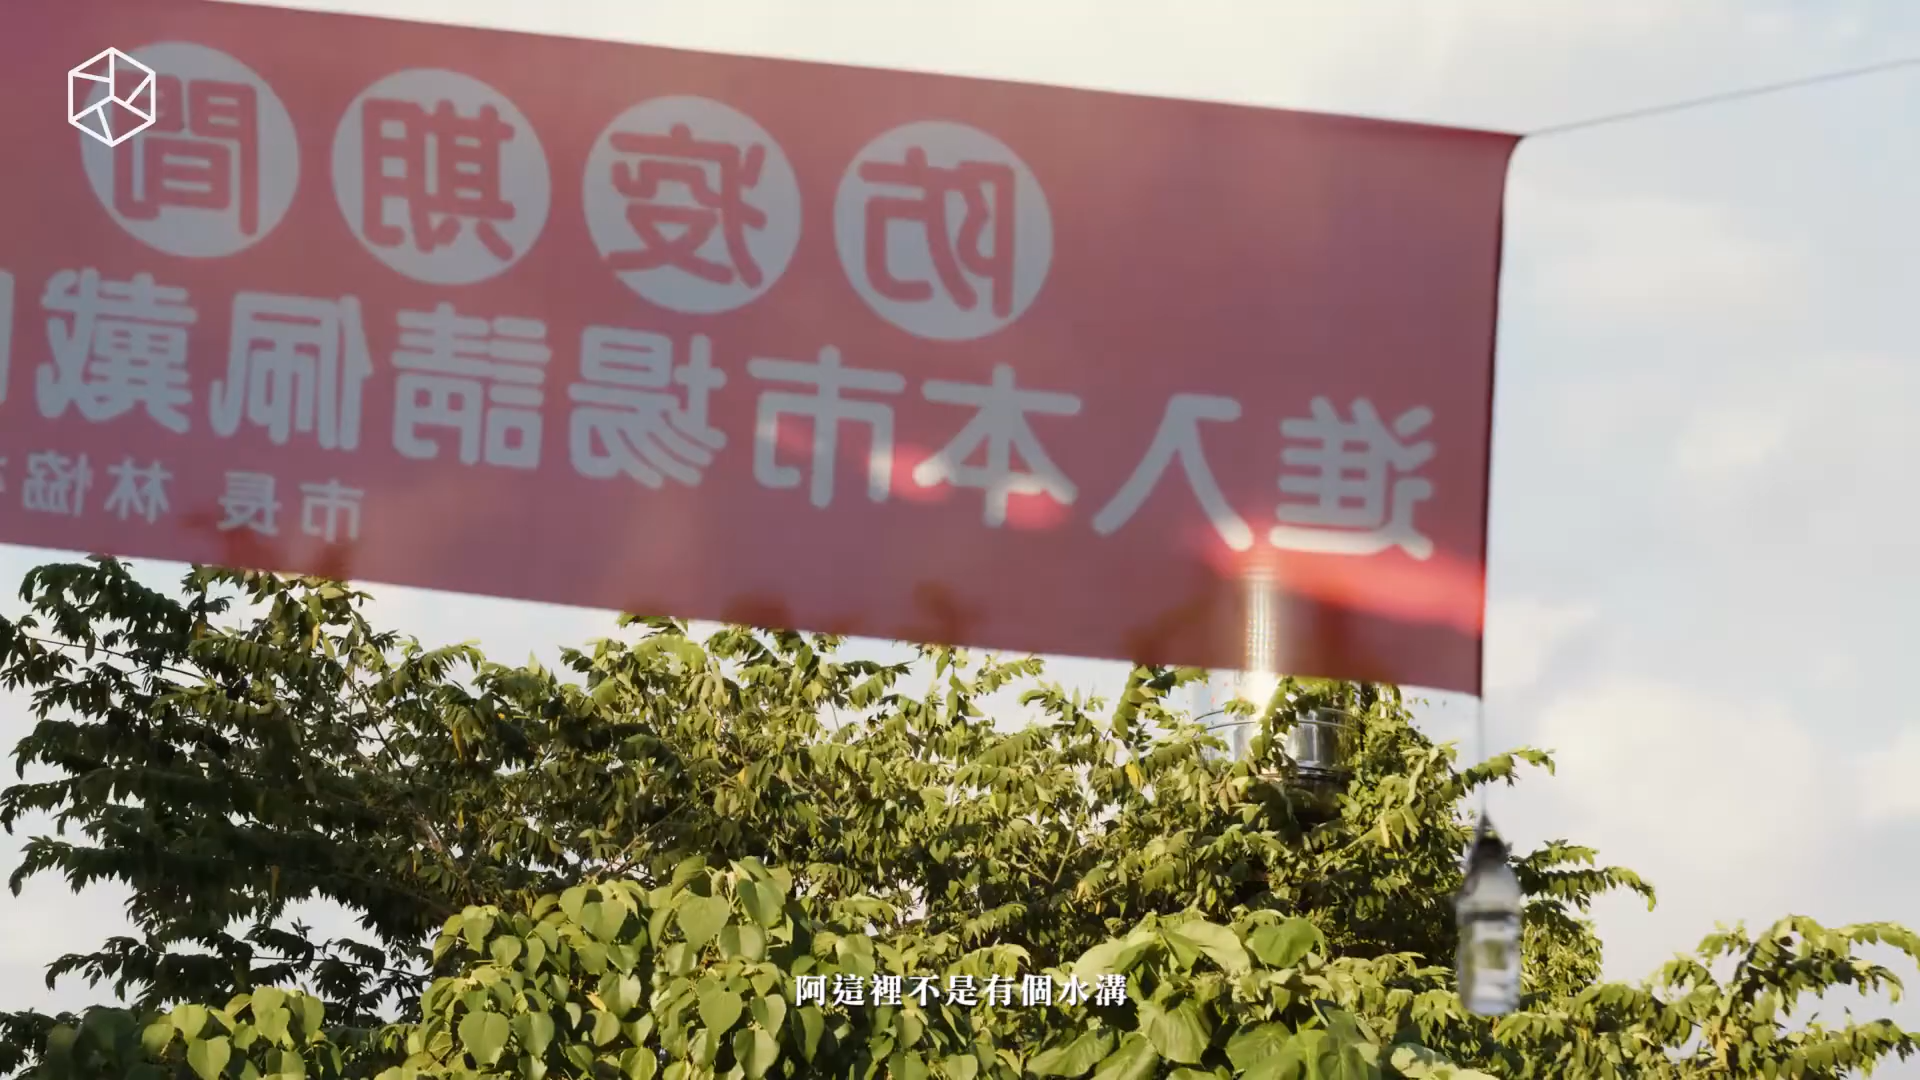 防疫期間
進入本市場請佩戴
市長 林
阿這裡不是有個水溝